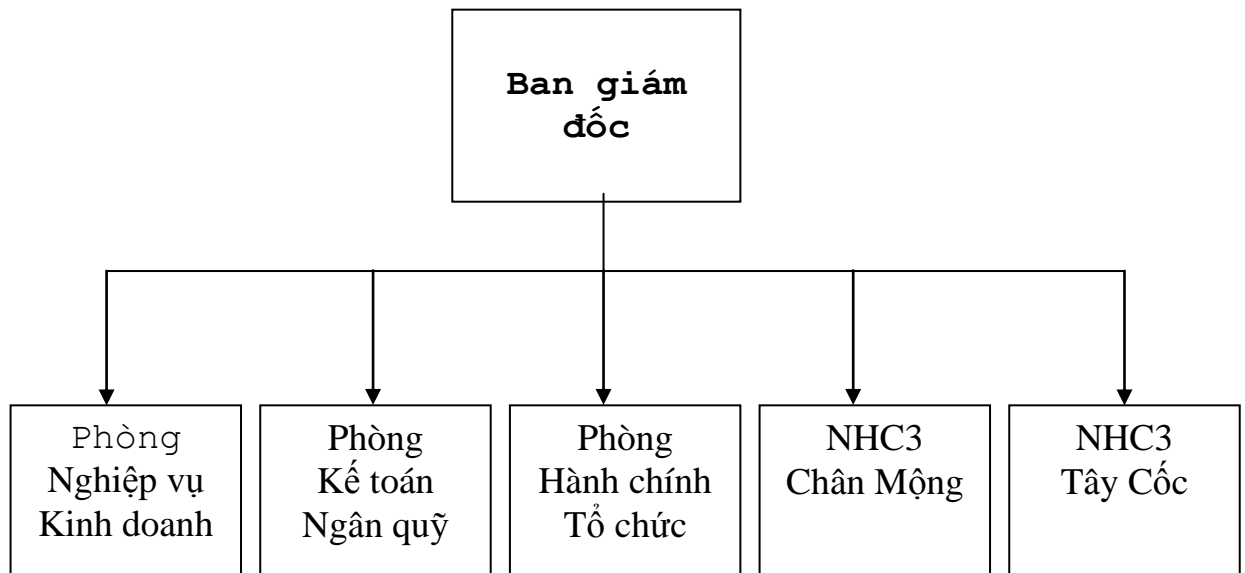 Ban giám
đốc
Phòng
Nghiệp vụ
Kinh doanh
Phòng
Kế toán
Ngân quỹ
Phòng
Hành chính
Tổ chức
NHC3
Chân Mộng
NHC3
Tây Cốc